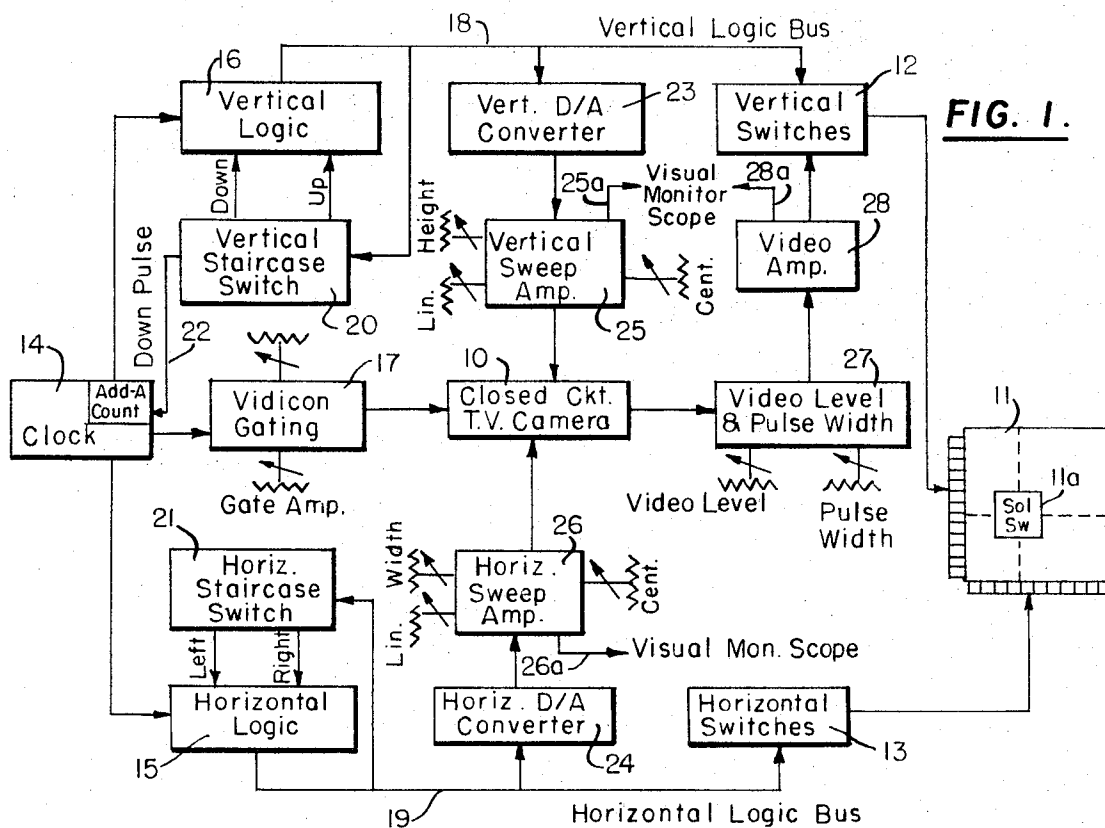 18
Vertical Logic Bus
16
Vertical
Logic
Vert. D/A
Converter
23
12
Vertical
Switches
FIG. 1.
Down
Up
25a
Visual
Monitor
Scope
28a
Height
Lin.
Vertical
Sweep
Amp.
25
Cent.
Video
Amp.
28
Vertical
Staircase
Switch
20
Down Pulse
22
14
Add-A
Count
Clock
17
Vidicon
Gating
Gate Amp.
10
Closed Ckt.
T.V. Camera
27
Video Level
& Pulse Width
Video Level
Pulse
Width
11
11a
Sol
Sw
21
Horiz.
Staircase
Switch
Left
Right
Width
Lin.
26
Horiz.
Sweep
Amp.
Cent.
26a
Visual Mon. Scope
Horizontal
Logic
15
Horiz. D/A
Converter
24
Horizontal
Switches
13
19
Horizontal Logic Bus